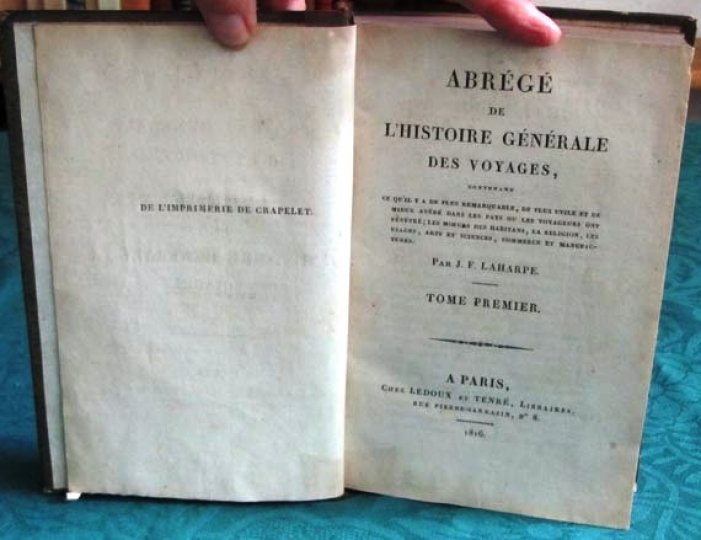 DE L'IMPRIMERIE DE CRAPELET.
ABRÉGÉ
DE
L'HISTOIRE GÉNÉRALE
DES VOYAGES,
CONTENANT
CE QU'IL Y A DE PLUS REMARQUABLE, DE PLUS UTILE ET DE
MIEUX AVÉRÉ DANS LES PAYS OU LES VOYAGEURS ONT
PÉNÉTRÉ; LES MŒURS DES HABITANS, LA RELIGION, LES
USAGES, ARTS ET SCIENCES, COMMERCE ET MANUFAC-
TURES.
PAR J. F. LAHARPE.
TOME PREMIER.
A PARIS,
CHEZ LEDOUX ET TENRÉ, LIBRAIRES,
RUE PIERRE-SARRAZIN, N° 8.
1816.